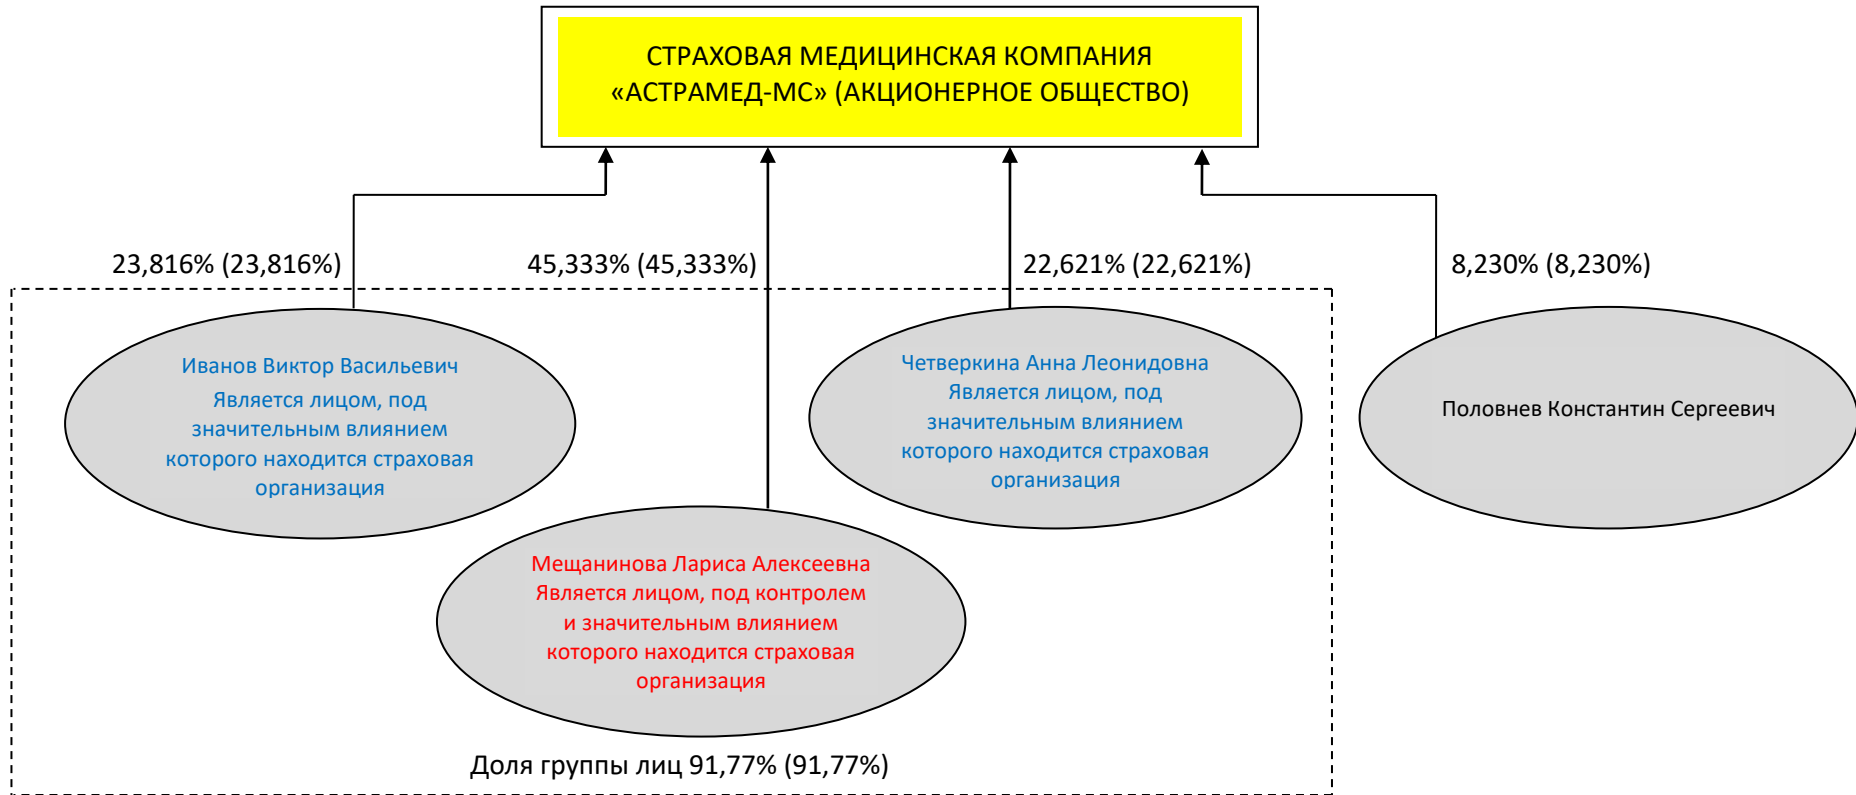 СТРАХОВАЯ МЕДИЦИНСКАЯ КОМПАНИЯ
«АСТРАМЕД-МС» (АКЦИОНЕРНОЕ ОБЩЕСТВО)
23,816% (23,816%)
45,333% (45,333%)
22,621% (22,621%)
8,230% (8,230%)
Иванов Виктор Васильевич
Является лицом, под
значительным влиянием
которого находится страховая
организация
Четверкина Анна Леонидовна
Является лицом, под
значительным влиянием
которого находится страховая
организация
Половнев Константин Сергеевич
Мещанинова Лариса Алексеевна
Является лицом, под контролем
и значительным влиянием
которого находится страховая
организация
Доля группы лиц 91,77% (91,77%)